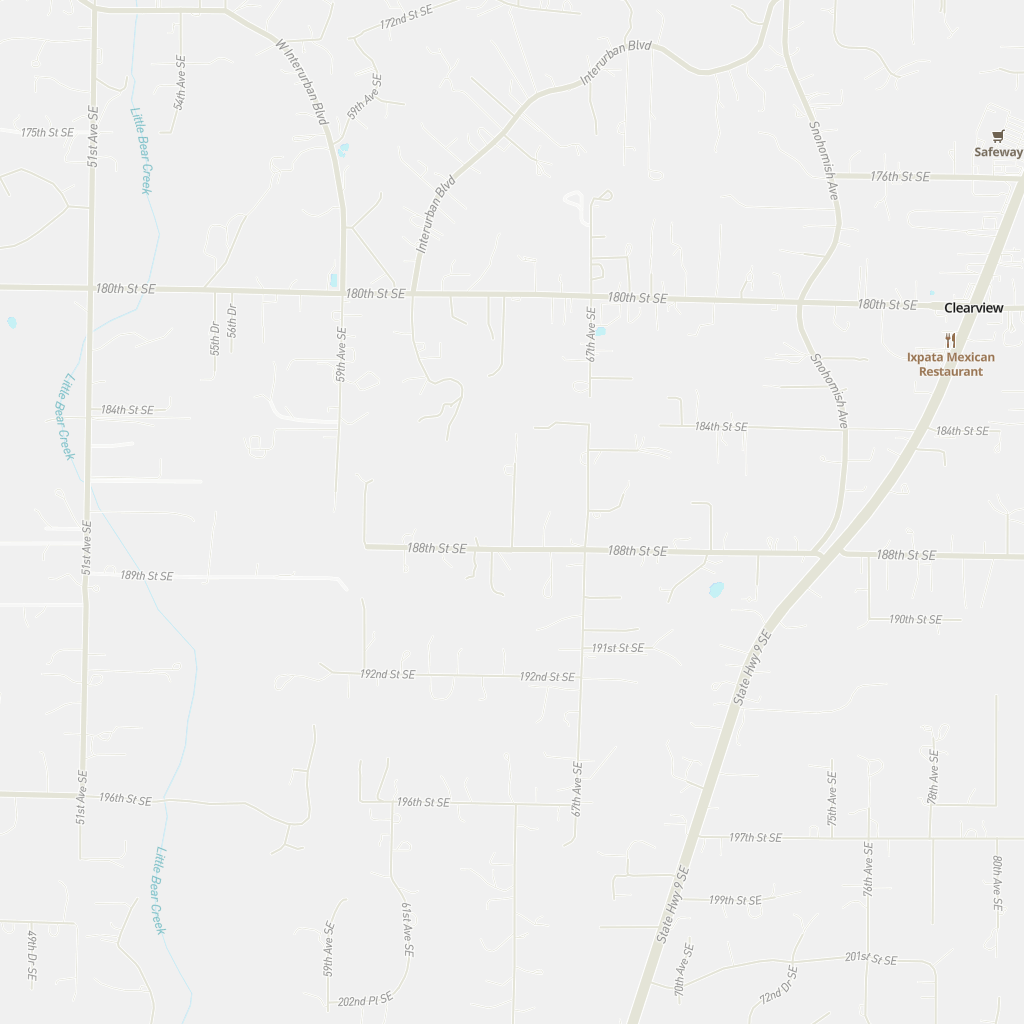 172nd St SE
W Interurban Blvd
Interurban Blvd
54th Ave SE
59th Ave SE
51st Ave SE
175th St SE
Little Bear Creek
Snohomish Ave
Safeway
176th St SE
Interurban Blvd
180th St SE
180th St SE
180th St SE
180th St SE
Clearview
55th Dr
56th Dr
59th Ave SE
67th Ave SE
Ixpata Mexican
Restaurant
Snohomish Ave
Little Bear Creek
184th St SE
184th St SE
184th St SE
51st Ave SE
188th St SE
188th St SE
188th St SE
189th St SE
190th St SE
191st St SE
192nd St SE
192nd St SE
State Hwy 9 SE
51st Ave SE
196th St SE
196th St SE
67th Ave SE
75th Ave SE
78th Ave SE
197th St SE
Little Bear Creek
76th Ave SE
80th Ave SE
199th St SE
State Hwy 9 SE
49th Dr SE
59th Ave SE
61st Ave SE
70th Ave SE
72nd Dr SE
201st St SE
202nd Pl SE